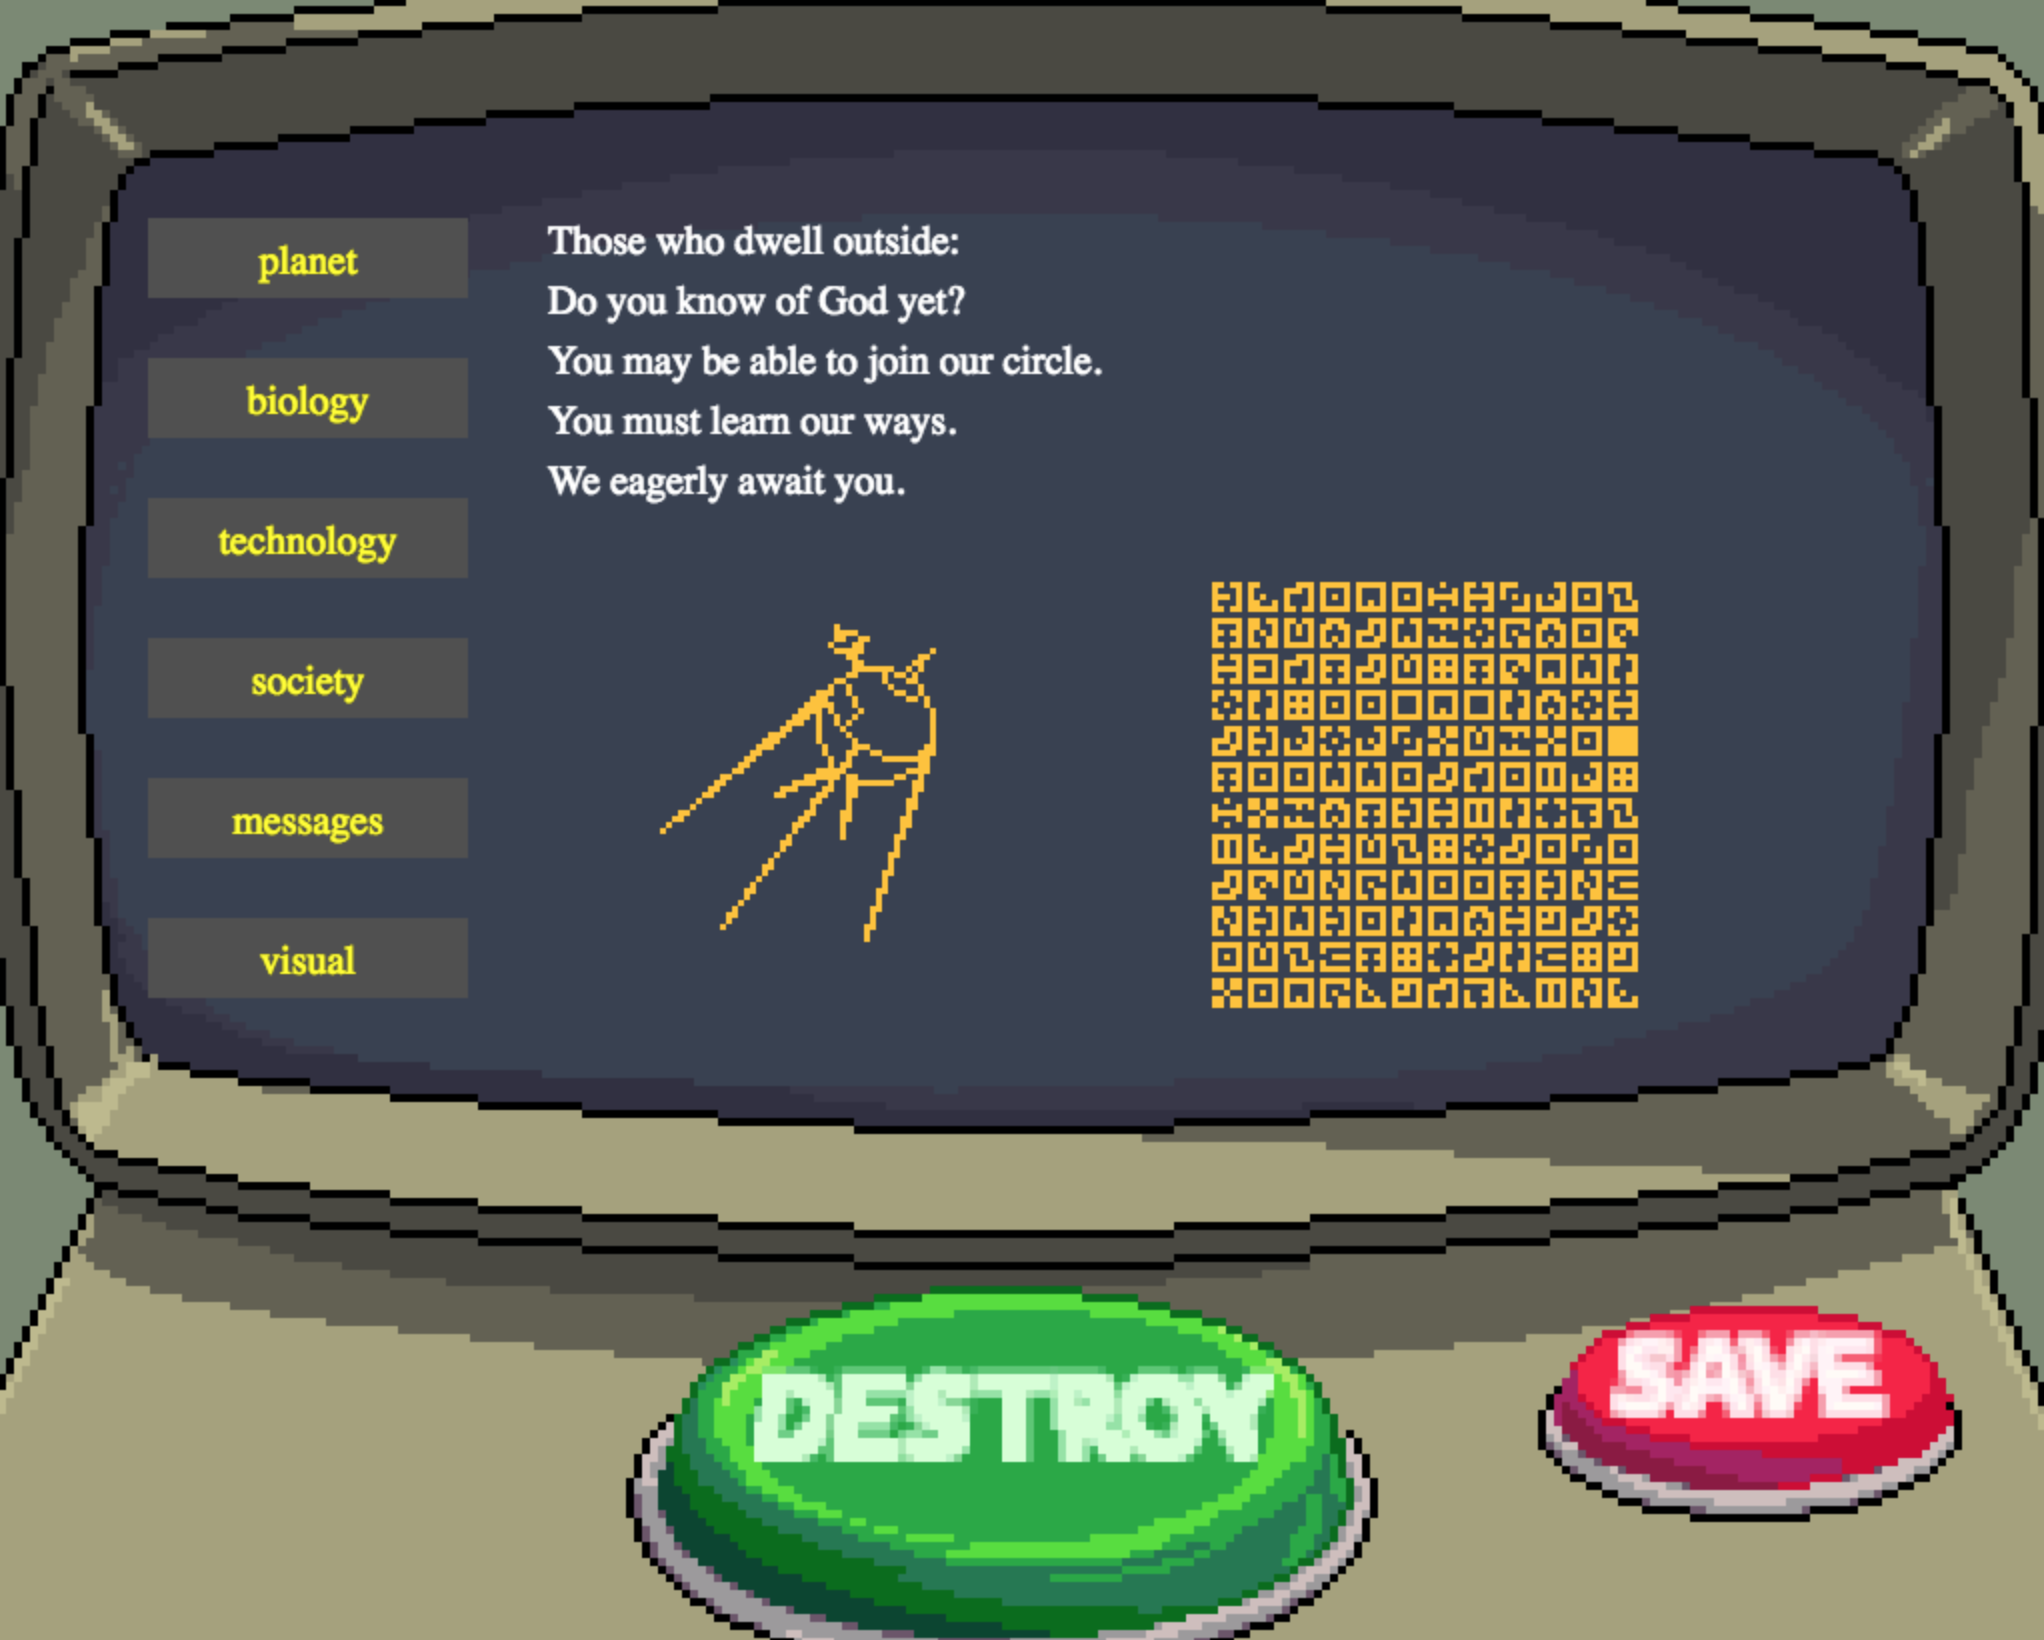 planet
biology
technology
society
messages
visual
Those who dwell outside:
Do you know of God yet?
You may be able to join our circle.
You must learn our ways.
We eagerly await you.
DESTROY
SAVE